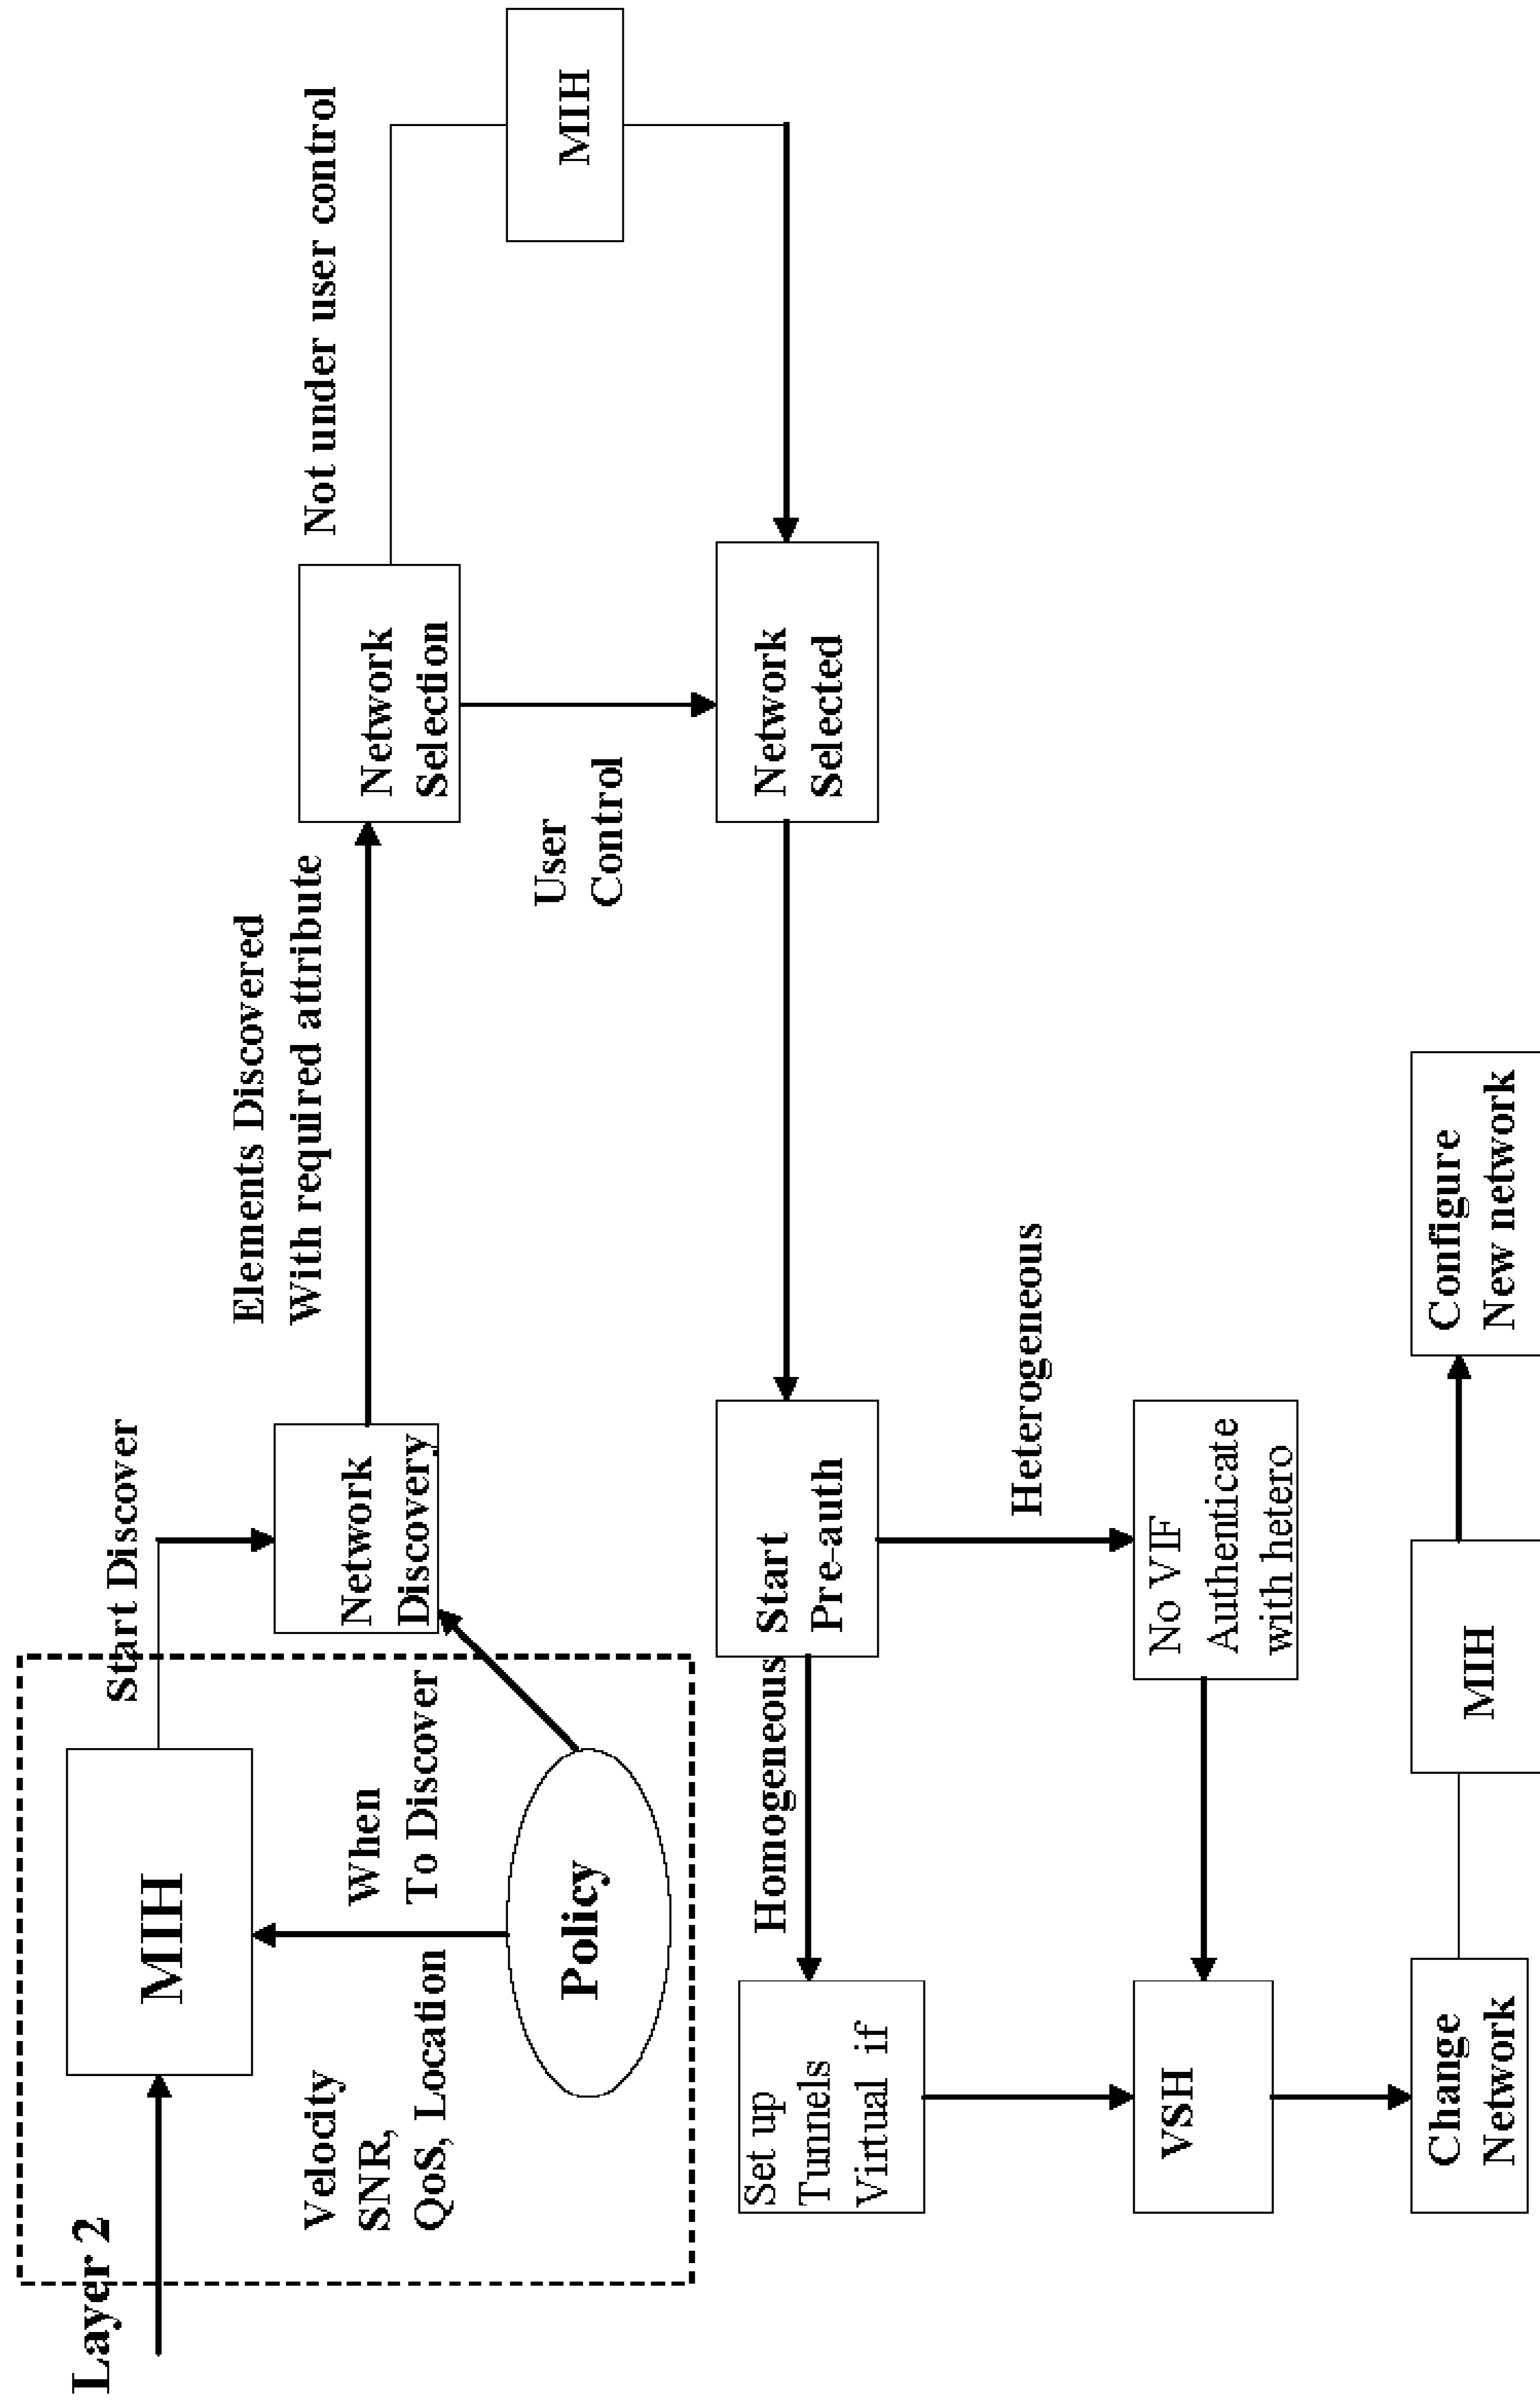 Layer 2
MIH
Start Discover
Velocity
SNR,
QoS, Location
When
To Discover
Policy
Network
Discovery
Elements Discovered
With required attribute
Network
Selection
Not under user control
MIH
User
Control
Network
Selected
Start
Pre-auth
Homogeneous
Heterogeneous
Set up
Tunnels
Virtual if
No VIF
Authenticate
with hetero
VSH
Change
Network
MIH
Configure
New network